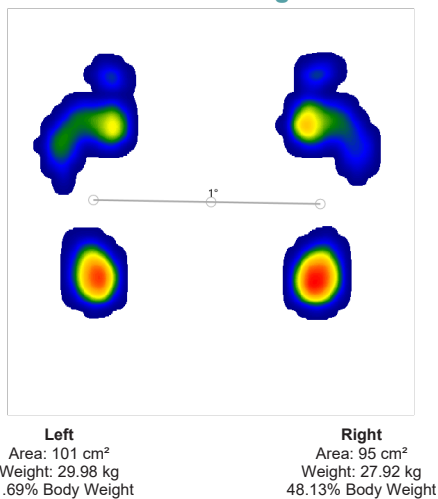 1°
Left
Area: 101 cm²
Weight: 29.98 kg
.69% Body Weight
Right
Area: 95 cm²
Weight: 27.92 kg
48.13% Body Weight